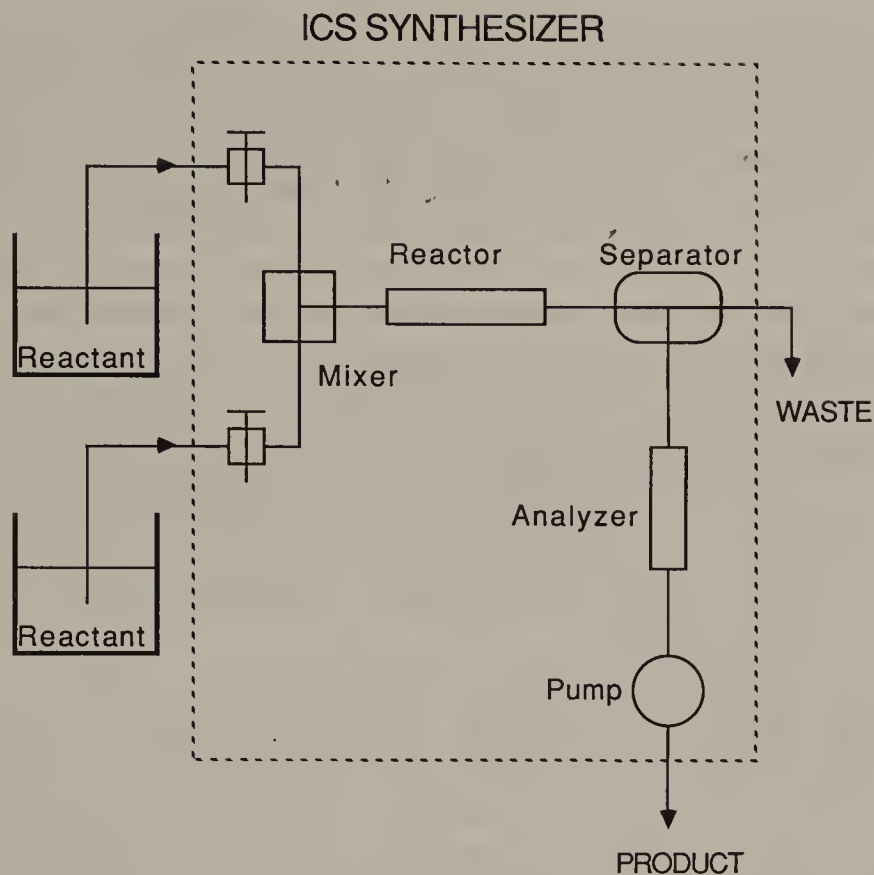 ICS SYNTHESIZER
Reactor
Separator
Reactant
Mixer
WASTE
Analyzer
Reactant
Pump
PRODUCT